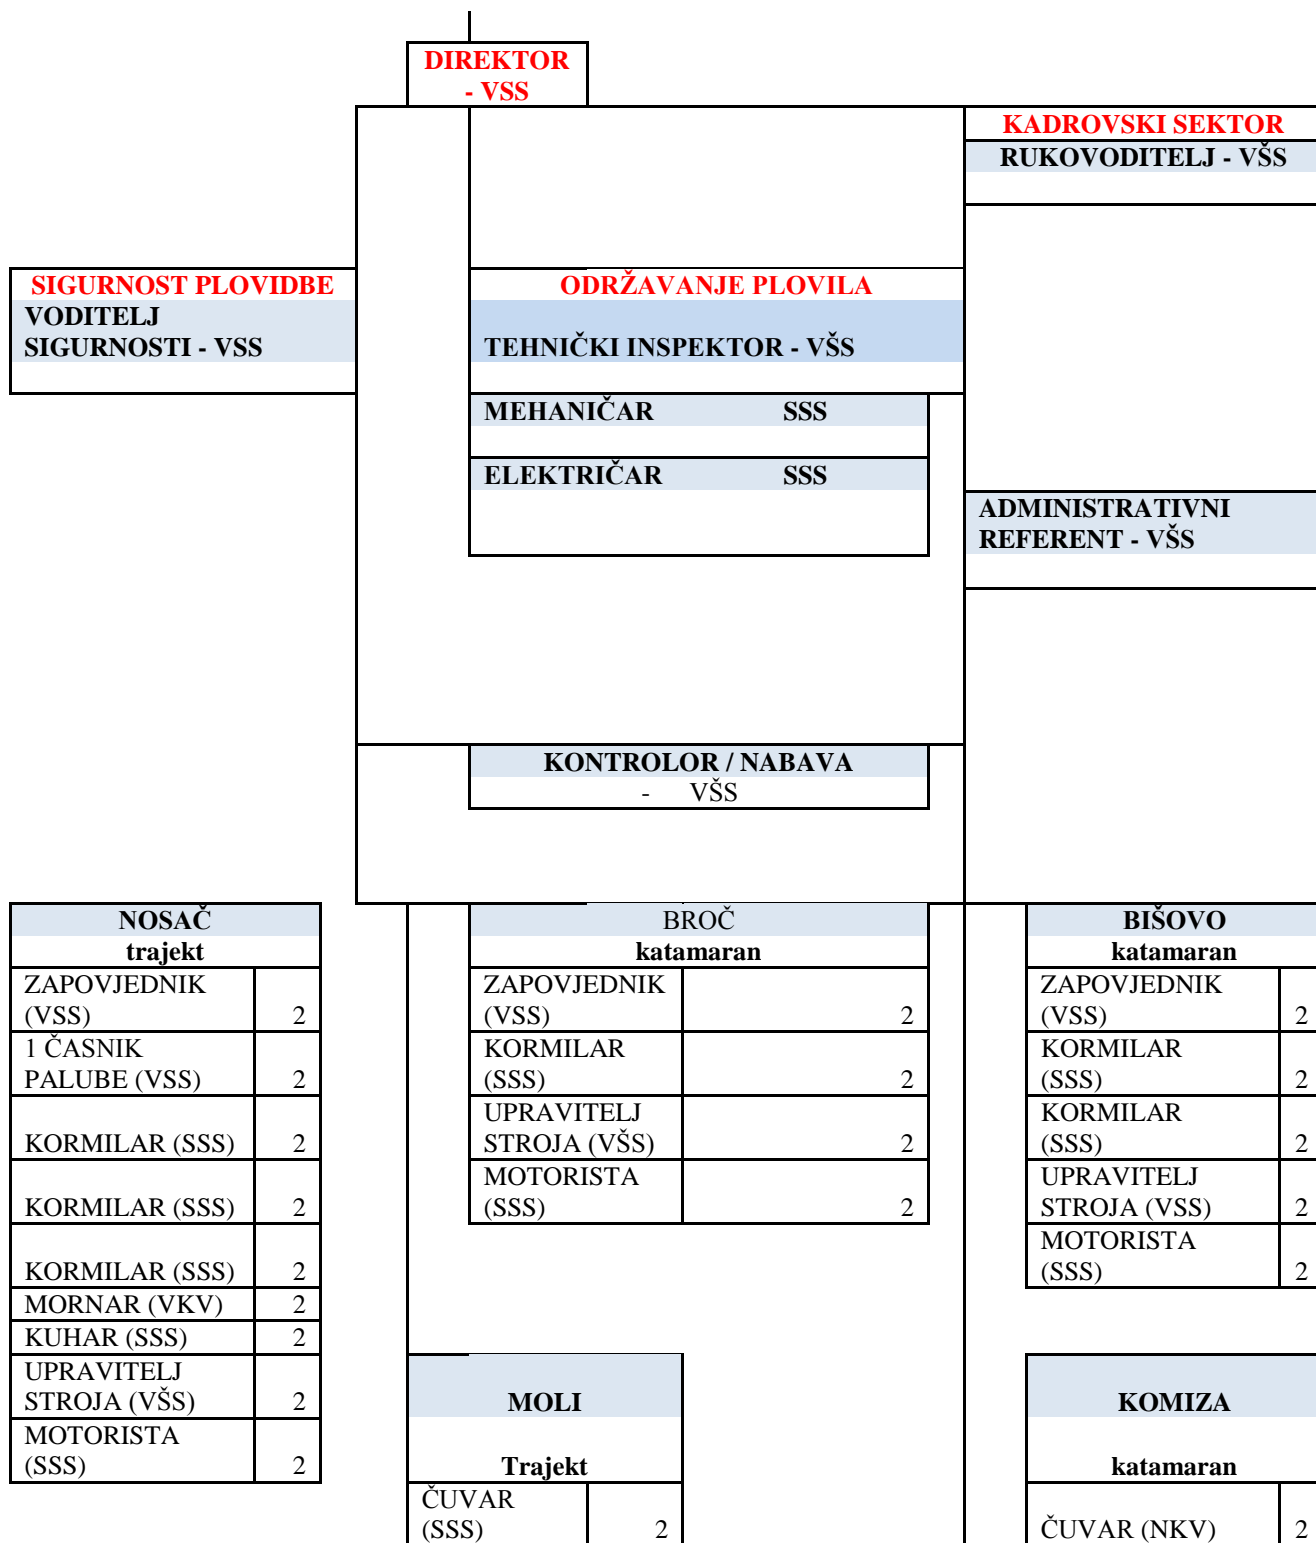 DIREKTOR
- VSS
KADROVSKI SEKTOR
RUKOVODITELJ - VŠS
SIGURNOST PLOVIDBE
VODITELJ
SIGURNOSTI - VSS
ODRŽAVANJE PLOVILA
TEHNIČKI INSPEKTOR - VŠS
MEHANIČAR SSS
ELEKTRIČAR SSS
ADMINISTRATIVNI
REFERENT - VŠS
KONTROLOR / NABAVA
- VŠS
NOSAČ
trajekt
ZAPOVJEDNIK
(VSS) 2
1 ČASNIK
PALUBE (VSS) 2
KORMILAR (SSS) 2
KORMILAR (SSS) 2
KORMILAR (SSS) 2
MORNAR (VKV) 2
KUHAR (SSS) 2
UPRAVITELJ
STROJA (VŠS) 2
MOTORISTA
(SSS) 2
BROČ
katamaran
ZAPOVJEDNIK
(VSS) 2
KORMILAR
(SSS) 2
UPRAVITELJ
STROJA (VŠS) 2
MOTORISTA
(SSS) 2
BIŠOVO
katamaran
ZAPOVJEDNIK
(VSS) 2
KORMILAR
(SSS) 2
KORMILAR
(SSS) 2
UPRAVITELJ
STROJA (VSS) 2
MOTORISTA
(SSS) 2
MOLI
Trajekt
ČUVAR
(SSS) 2
KOMIZA
katamaran
ČUVAR (NKV) 2